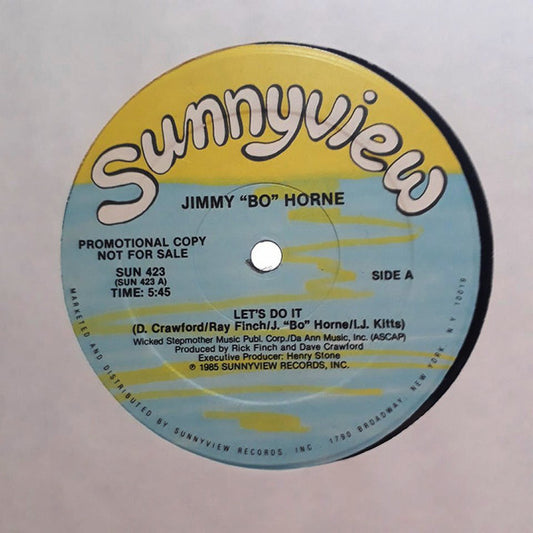 Sunnyview
JIMMY "BO" HORNE
PROMOTIONAL COPY
NOT FOR SALE
SUN 423
(SUN 423 A)
TIME: 5:45
SIDE A
LET'S DO IT
(D. Crawford/Ray Finch/J. "Bo" Horne/I.J. Kitts)
Wicked Stepmother Music Publ. Corp./Da Ann Music, Inc. (ASCAP)
Produced by Rick Finch and Dave Crawford
Executive Producer: Henry Stone
℗ 1985 SUNNYVIEW RECORDS, INC.
MARKETED AND DISTRIBUTED BY SUNNYVIEW RECORDS INC. 1790 BROADWAY, NEW YORK, NY 10019